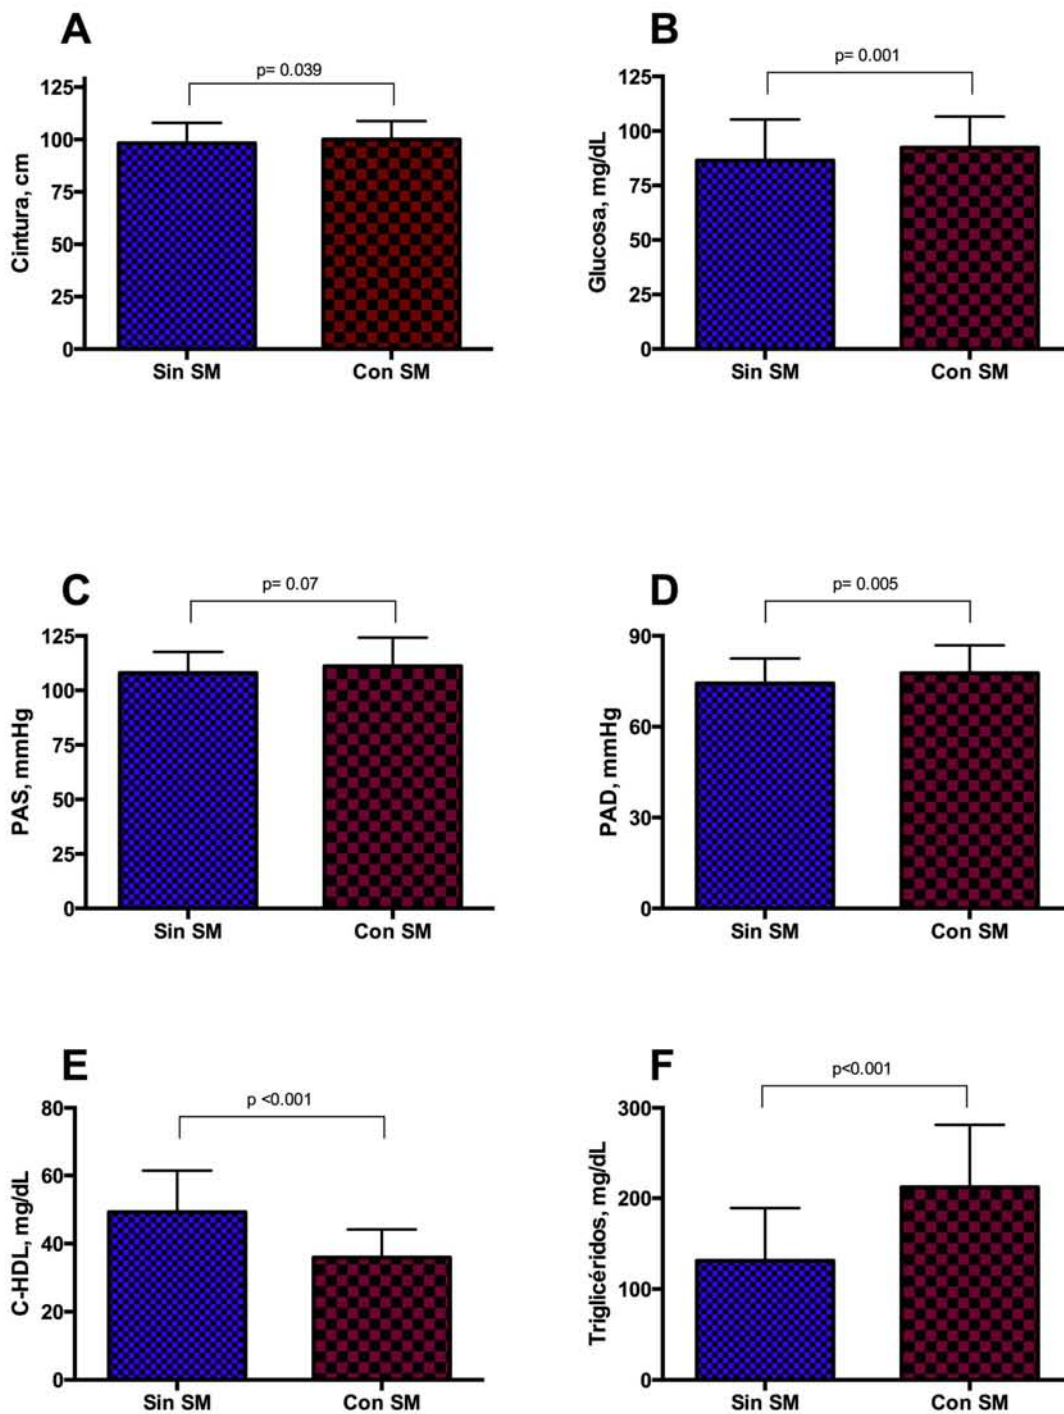 A
p= 0.039
Cintura, cm
125
100
75
50
25
0
Sin SM
Con SM
B
p= 0.001
Glucosa, mg/dL
125
100
75
50
25
0
Sin SM
Con SM
C
p= 0.07
PAS, mmHg
125
100
75
50
25
0
Sin SM
Con SM
D
p= 0.005
PAD, mmHg
90
60
30
0
Sin SM
Con SM
E
p <0.001
C-HDL, mg/dL
80
60
40
20
0
Sin SM
Con SM
F
p<0.001
Triglicéridos, mg/dL
300
200
100
0
Sin SM
Con SM